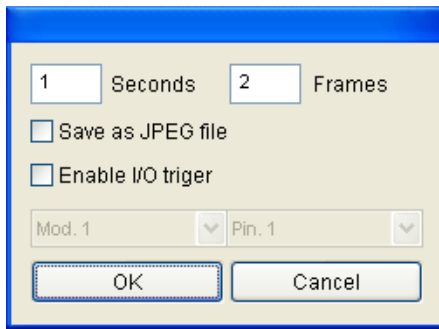 1 Seconds 2 Frames
Save as JPEG file
Enable I/O triger
Mod. 1 Pin. 1
OK Cancel